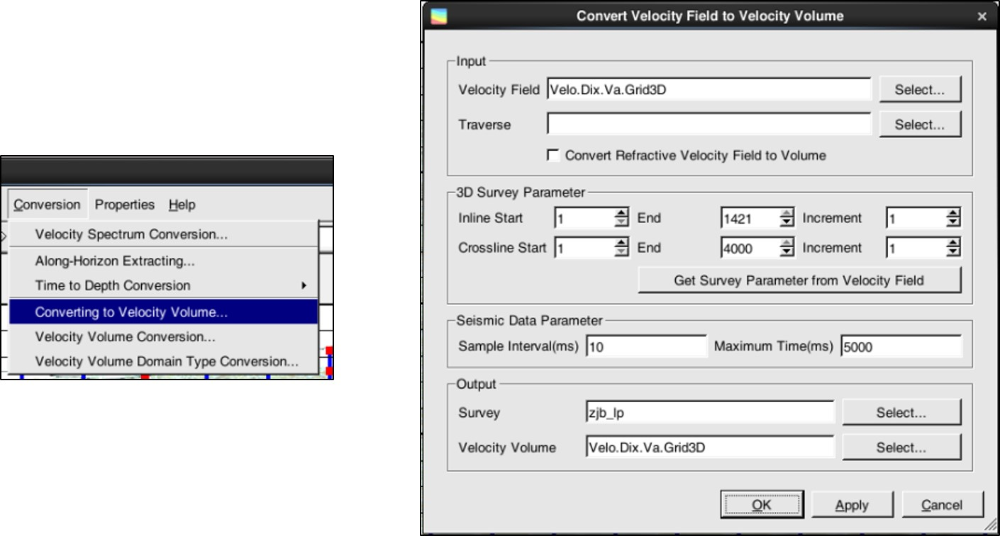 Conversion Properties Help
Velocity Spectrum Conversion...
Along-Horizon Extracting...
Time to Depth Conversion
Converting to Velocity Volume...
Velocity Volume Conversion...
Velocity Volume Domain Type Conversion...
Convert Velocity Field to Velocity Volume
Input
Velocity Field Velo.Dix.Va.Grid3D Select...
Traverse Select...
Convert Refractive Velocity Field to Volume
3D Survey Parameter
Inline Start 1 End 1421 Increment 1
Crossline Start 1 End 4000 Increment 1
Get Survey Parameter from Velocity Field
Seismic Data Parameter
Sample Interval(ms) 10 Maximum Time(ms) 5000
Output
Survey zjb_lp Select...
Velocity Volume Velo.Dix.Va.Grid3D Select...
OK Apply Cancel